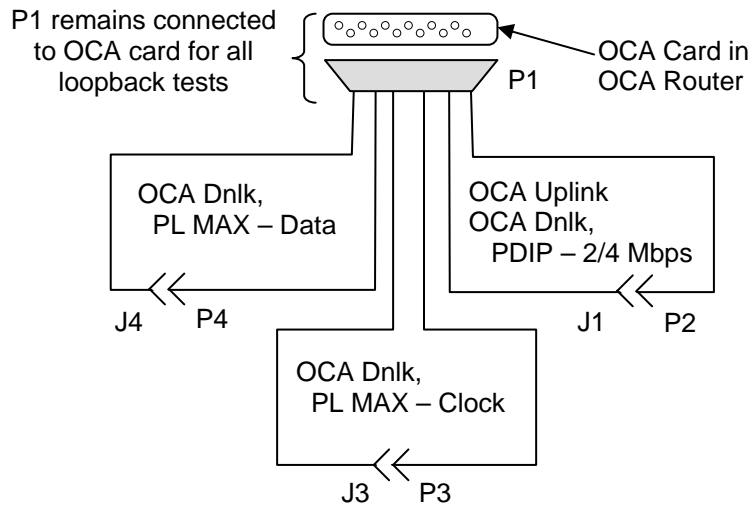 P1 remains connected
to OCA card for all
loopback tests
OCA Card in
OCA Router
P1
OCA Dnlk,
PL MAX – Data
OCA Uplink
OCA Dnlk,
PDIP – 2/4 Mbps
J4
P4
J1
P2
OCA Dnlk,
PL MAX – Clock
J3
P3